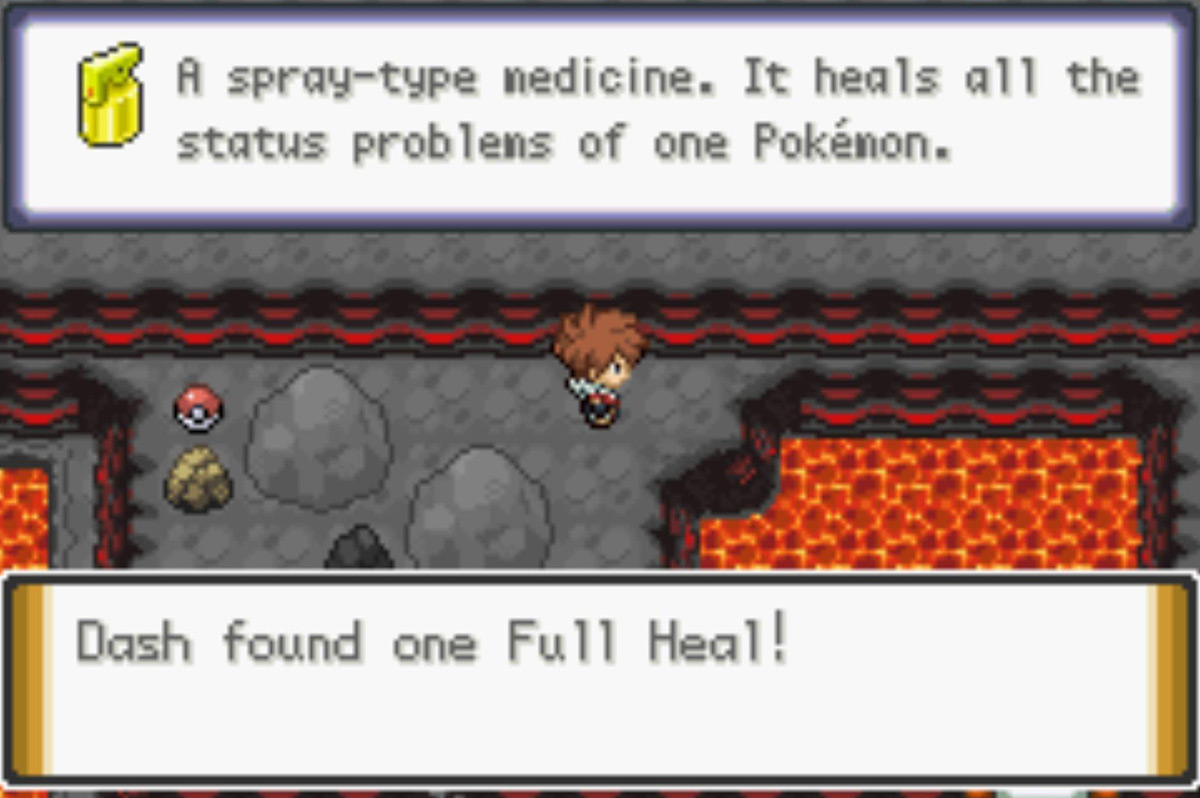 A spray-type medicine. It heals all the
status problems of one Pokémon.
Dash found one Full Heal!